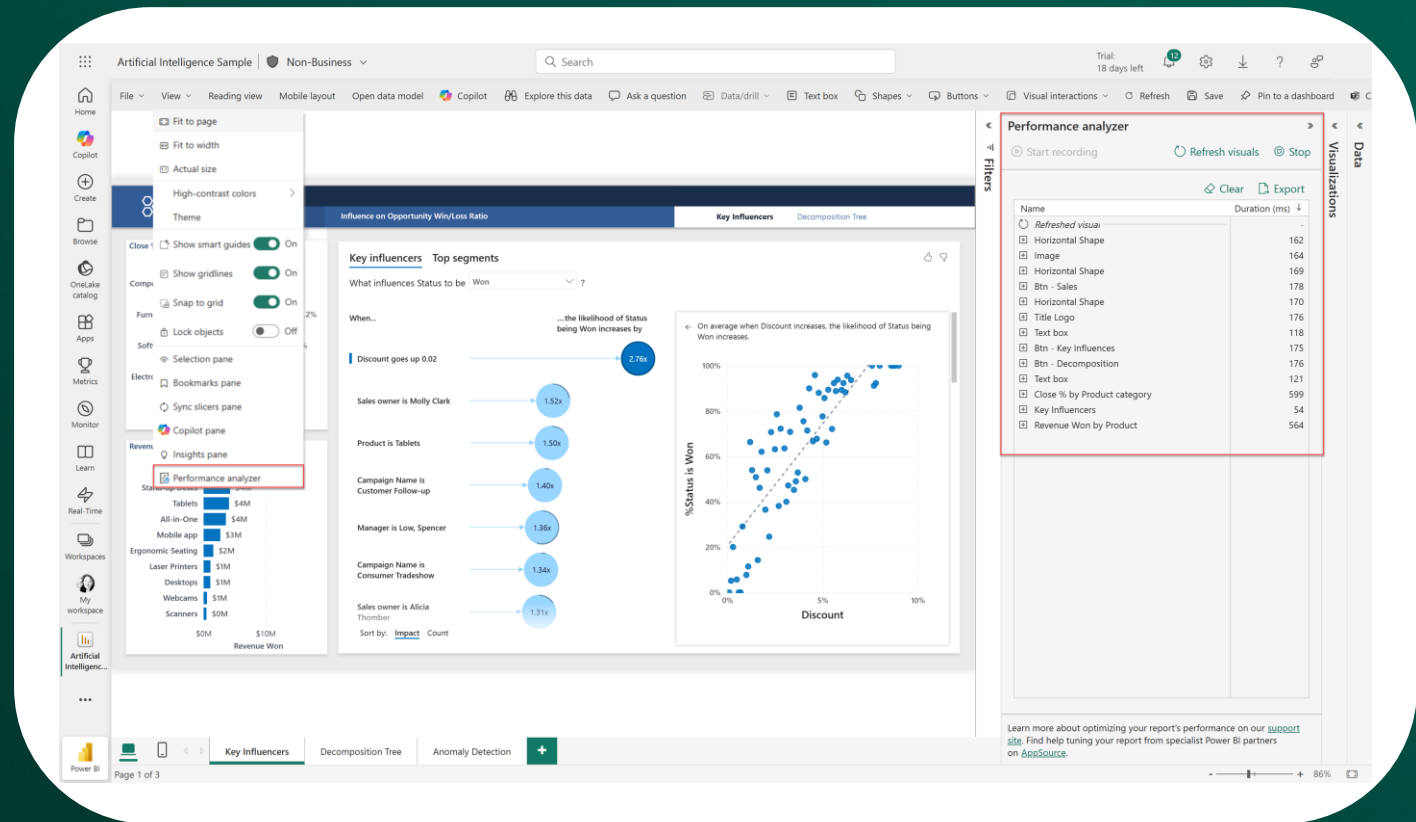 Artificial Intelligence Sample
Non-Business
Search
Trial:
18 days left
12
Home
Copilot
Create
Browse
OneLake
catalog
Apps
Metrics
Monitor
Learn
Real-Time
Workspaces
My
workspace
Artificial
Intelligenc...
Power BI
File
View
Reading view
Mobile layout
Open data model
Copilot
Explore this data
Ask a question
Data/drill
Text box
Shapes
Buttons
Visual interactions
Refresh
Save
Pin to a dashboard
Fit to page
Fit to width
Actual size
High-contrast colors
Theme
Show smart guides On
Show gridlines On
Snap to grid On
Lock objects Off
Selection pane
Bookmarks pane
Sync slicers pane
Copilot pane
Insights pane
Performance analyzer
Influence on Opportunity Win/Loss Ratio
Key Influencers
Decomposition Tree
Close
Key influencers Top segments
What influences Status to be Won ?
When...
....the likelihood of Status
being Won increases by
Discount goes up 0.02 2.76x
Sales owner is Molly Clark 1.52x
Product is Tablets 1.50x
Campaign Name is
Customer Follow-up
1.40x
Manager is Low, Spencer 1.36x
Campaign Name is
Consumer Tradeshow
1.34x
Sales owner is Alicia
Thomber
1.31x
Sort by: Impact Count
On average when Discount increases, the likelihood of Status being
Won increases.
100%
80%
60%
40%
20%
0%
%Status is Won
0% 5% 10%
Discount
Tablets $4M
All-in-One $4M
Mobile app $3M
Ergonomic Seating $2M
Laser Printers $1M
Desktops $1M
Webcams $1M
Scanners $0M
$0M $10M
Revenue Won
Filters
Performance analyzer
Start recording
Refresh visuals
Stop
Clear
Export
Name Duration (ms)
Refreshed visual -
Horizontal Shape 162
Image 164
Horizontal Shape 169
Btn - Sales 178
Horizontal Shape 170
Title Logo 176
Text box 118
Btn - Key Influences 175
Btn - Decomposition 176
Text box 121
Close % by Product category 599
Key Influencers 54
Revenue Won by Product 564
Learn more about optimizing your report's performance on our support
site. Find help tuning your report from specialist Power BI partners
on AppSource.
Visualizations
Data
Key Influencers
Decomposition Tree
Anomaly Detection
Page 1 of 3
- + 86%